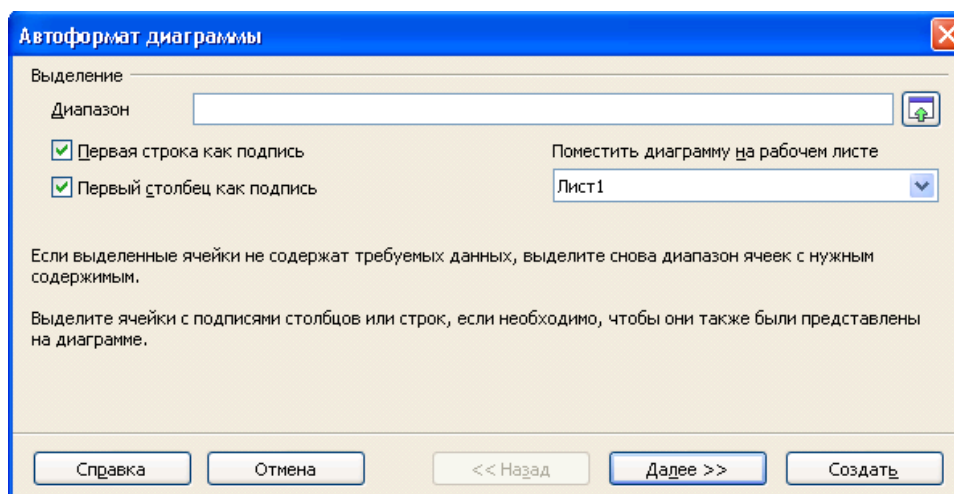 Автоформат диаграммы
Выделение
Диапазон
Первая строка как подпись
Поместить диаграмму на рабочем листе
Первый столбец как подпись
Лист1
Если выделенные ячейки не содержат требуемых данных, выделите снова диапазон ячеек с нужным
содержимым.
Выделите ячейки с подписями столбцов или строк, если необходимо, чтобы они также были представлены
на диаграмме.
Справка
Отмена
<< Назад
Далее >>
Создать